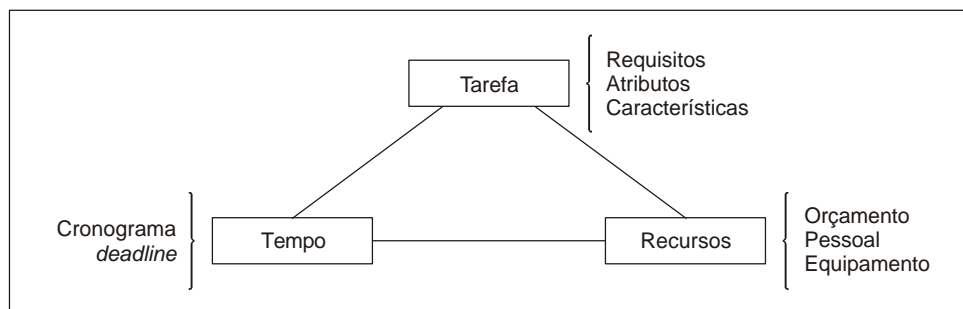 Tarefa
Requisitos
Atributos
Características
Cronograma
deadline
Tempo
Recursos
Orçamento
Pessoal
Equipamento